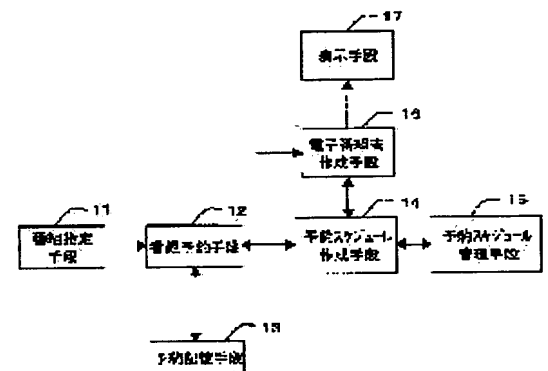 17
表示手段
16
電子番組表
作成手段
11
番組指定
手段
12
番組予約手段
14
予約スケジュール
作成手段
15
予約スケジュール
管理手段
13
予約記憶手段